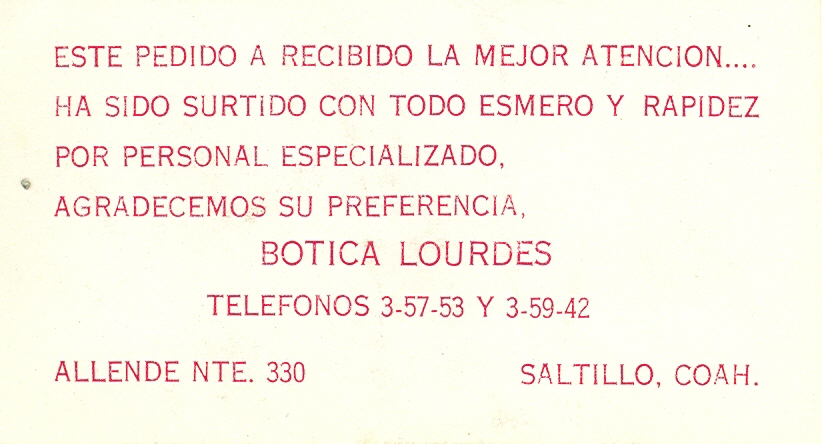 ESTE PEDIDO A RECIBIDO LA MEJOR ATENCION....
HA SIDO SURTIDO CON TODO ESMERO Y RAPIDEZ
POR PERSONAL ESPECIALIZADO,
AGRADECEMOS SU PREFERENCIA,
BOTICA LOURDES
TELEFONOS 3-57-53 Y 3-59-42
ALLENDE NTE. 330 SALTILLO, COAH.